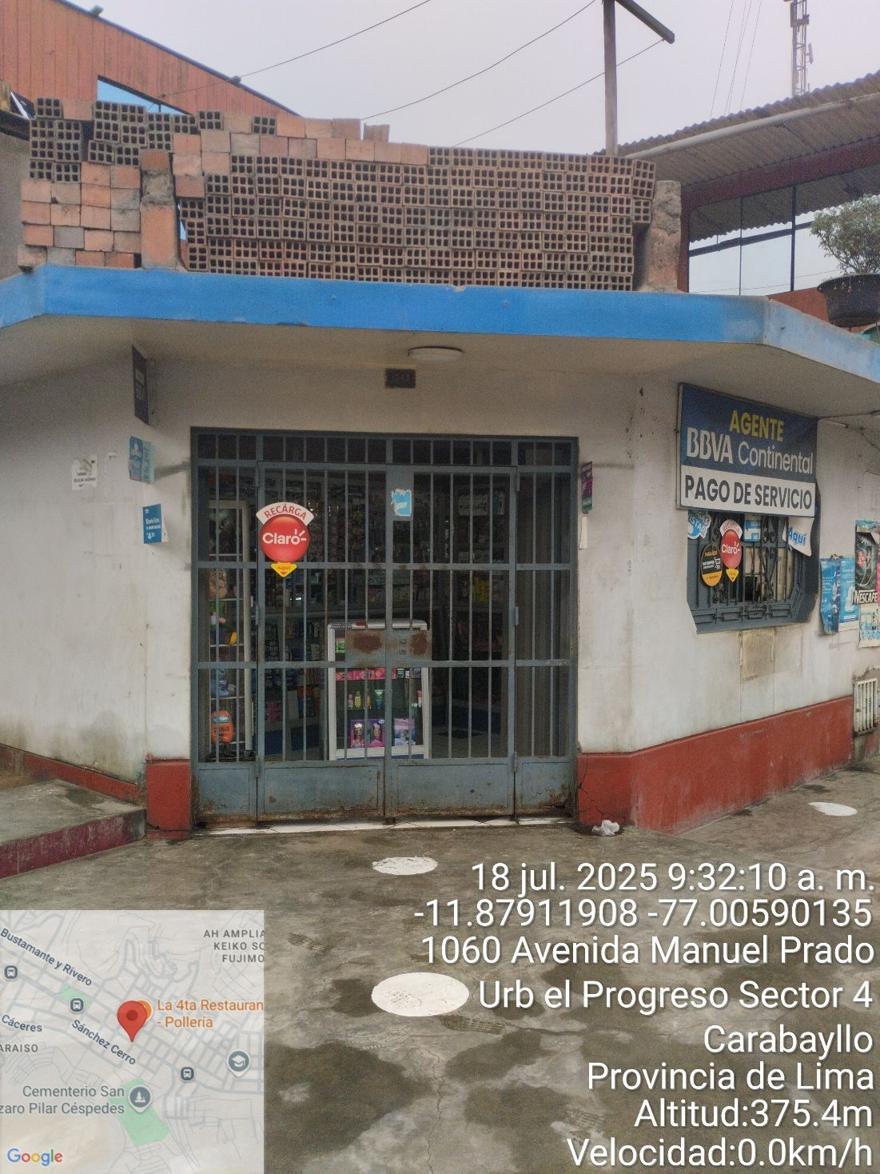 AGENTE
BBVA Continental
PAGO DE SERVICIO
RECARGA
Claro
Claro
Aquí
NESCAFÉ
18 jul. 2025 9:32:10 a. m.
-11.87911908 -77.00590135
1060 Avenida Manuel Prado
Urb el Progreso Sector 4
Carabayllo
Provincia de Lima
Altitud:375.4m
Velocidad:0.0km/h
Bustamante y Rivero
AH AMPLIA
KEIKO SO
FUJIMO
La 4ta Restauran
- Pollería
Cáceres
Sánchez Cerro
ARAISO
Cementerio San
zaro Pilar Céspedes
Google